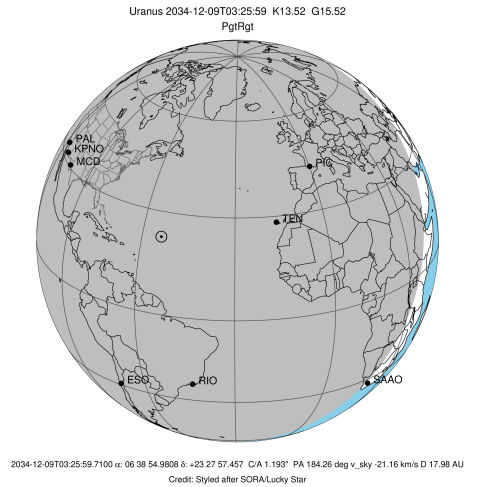 Uranus 2034-12-09T03:25:59 K13.52 G15.52
PgtRgt
PAL
KPNO
MCD
PIC
TEN
ESO
RIO
SAAO
2034-12-09T03:25:59.7100 α: 06 38 54.9808 δ: +23 27 57.457 C/A 1.193" PA 184.26 deg v_sky -21.16 km/s D 17.98 AU
Credit: Styled after SORA/Lucky Star